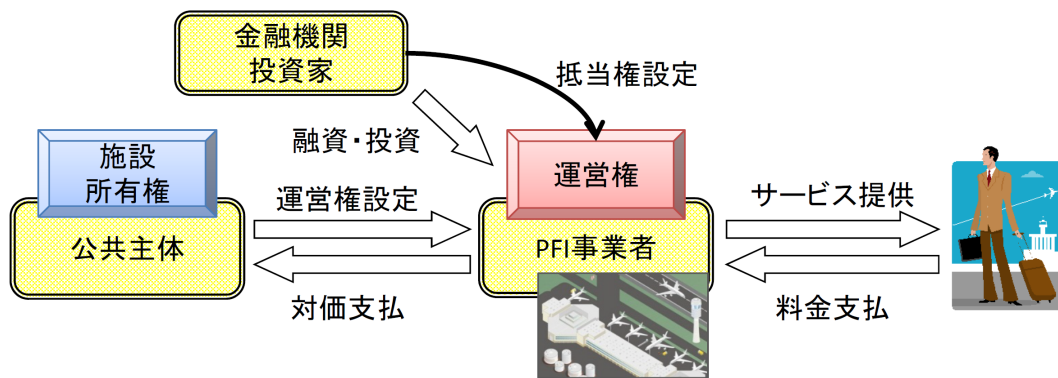 金融機関
投資家
抵当権設定
融資・投資
施設
所有権
運営権
運営権設定
サービス提供
公共主体
PFI事業者
対価支払
料金支払